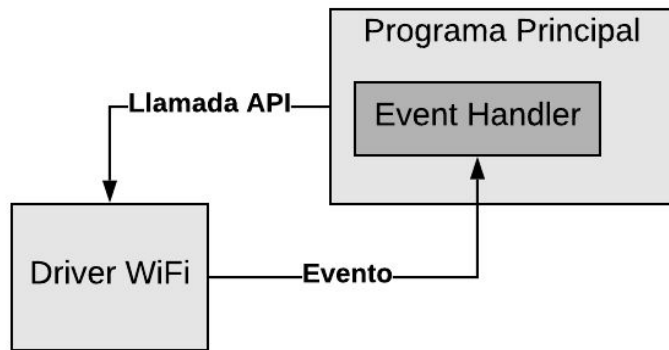 Programa Principal
Event Handler
Llamada API
Driver WiFi
Evento